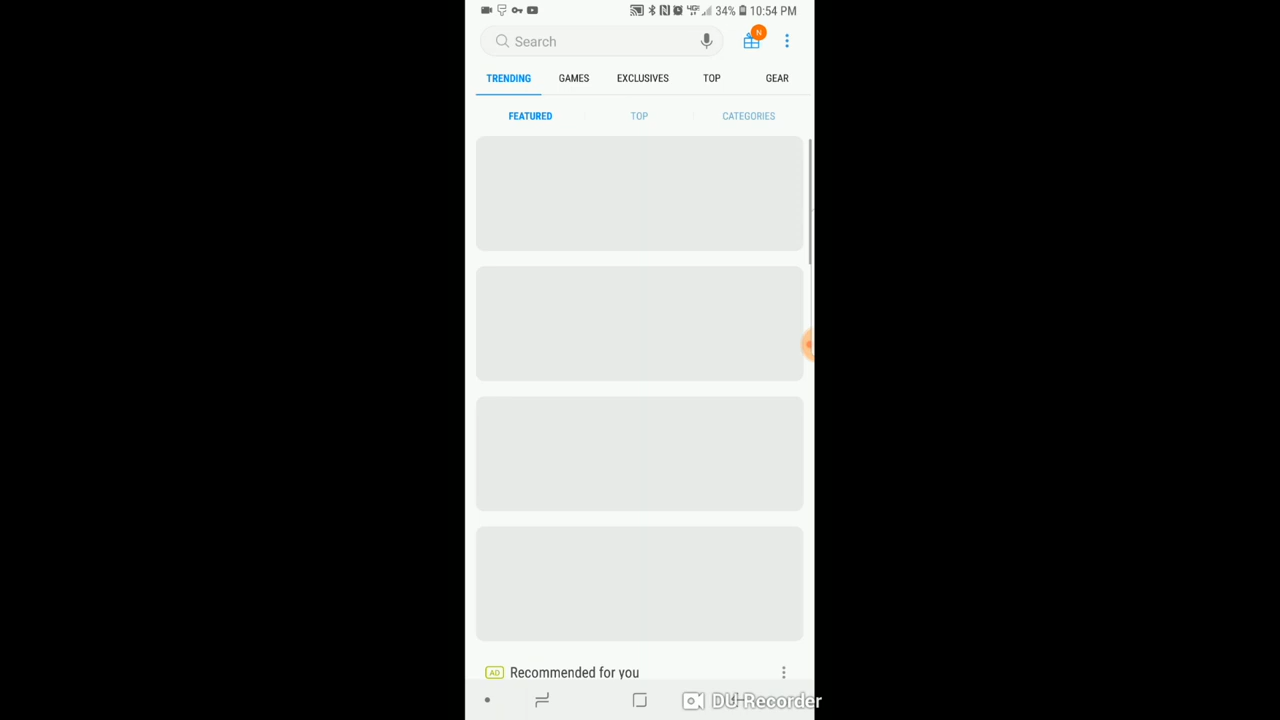 34% 10:54 PM
Search
N
TRENDING GAMES EXCLUSIVES TOP GEAR
FEATURED TOP CATEGORIES
AD Recommended for you
DU Recorder